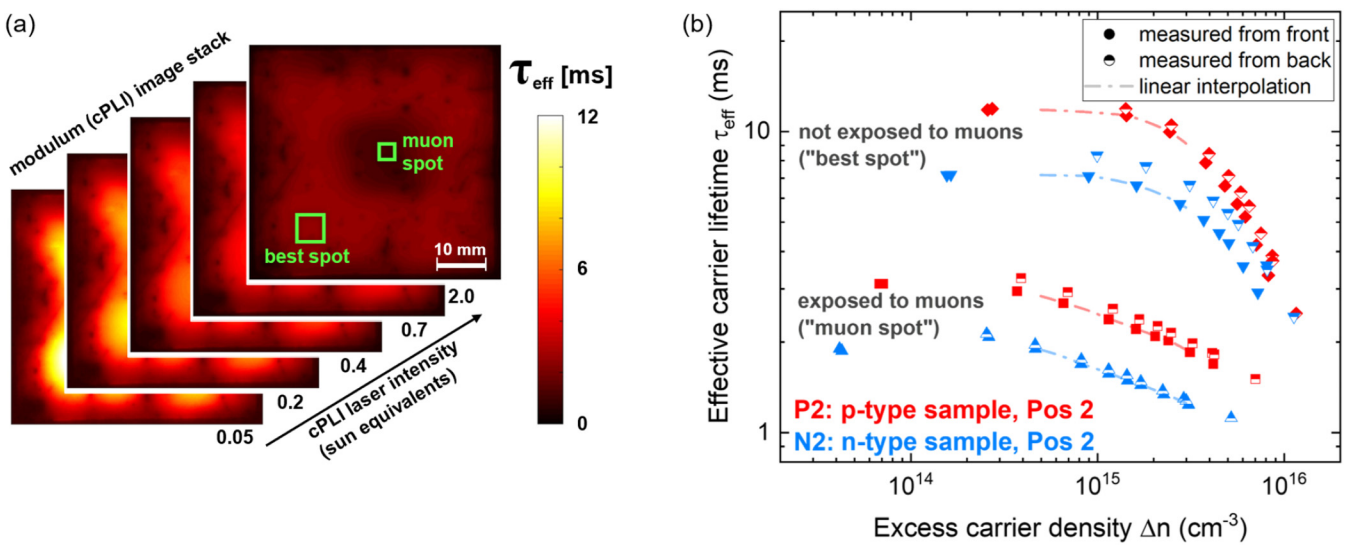 (a)
modulum (cPLI) image stack
τeff [ms]
12
6
0
muon
spot
best spot
10 mm
2.0
0.7
0.4
0.2
0.05
cPLI laser intensity
(sun equivalents)
(b)
Effective carrier lifetime τeff (ms)
10
1
measured from front
measured from back
linear interpolation
not exposed to muons
("best spot")
exposed to muons
("muon spot")
P2: p-type sample, Pos 2
N2: n-type sample, Pos 2
10¹⁴
10¹⁵
10¹⁶
Excess carrier density Δn (cm⁻³)